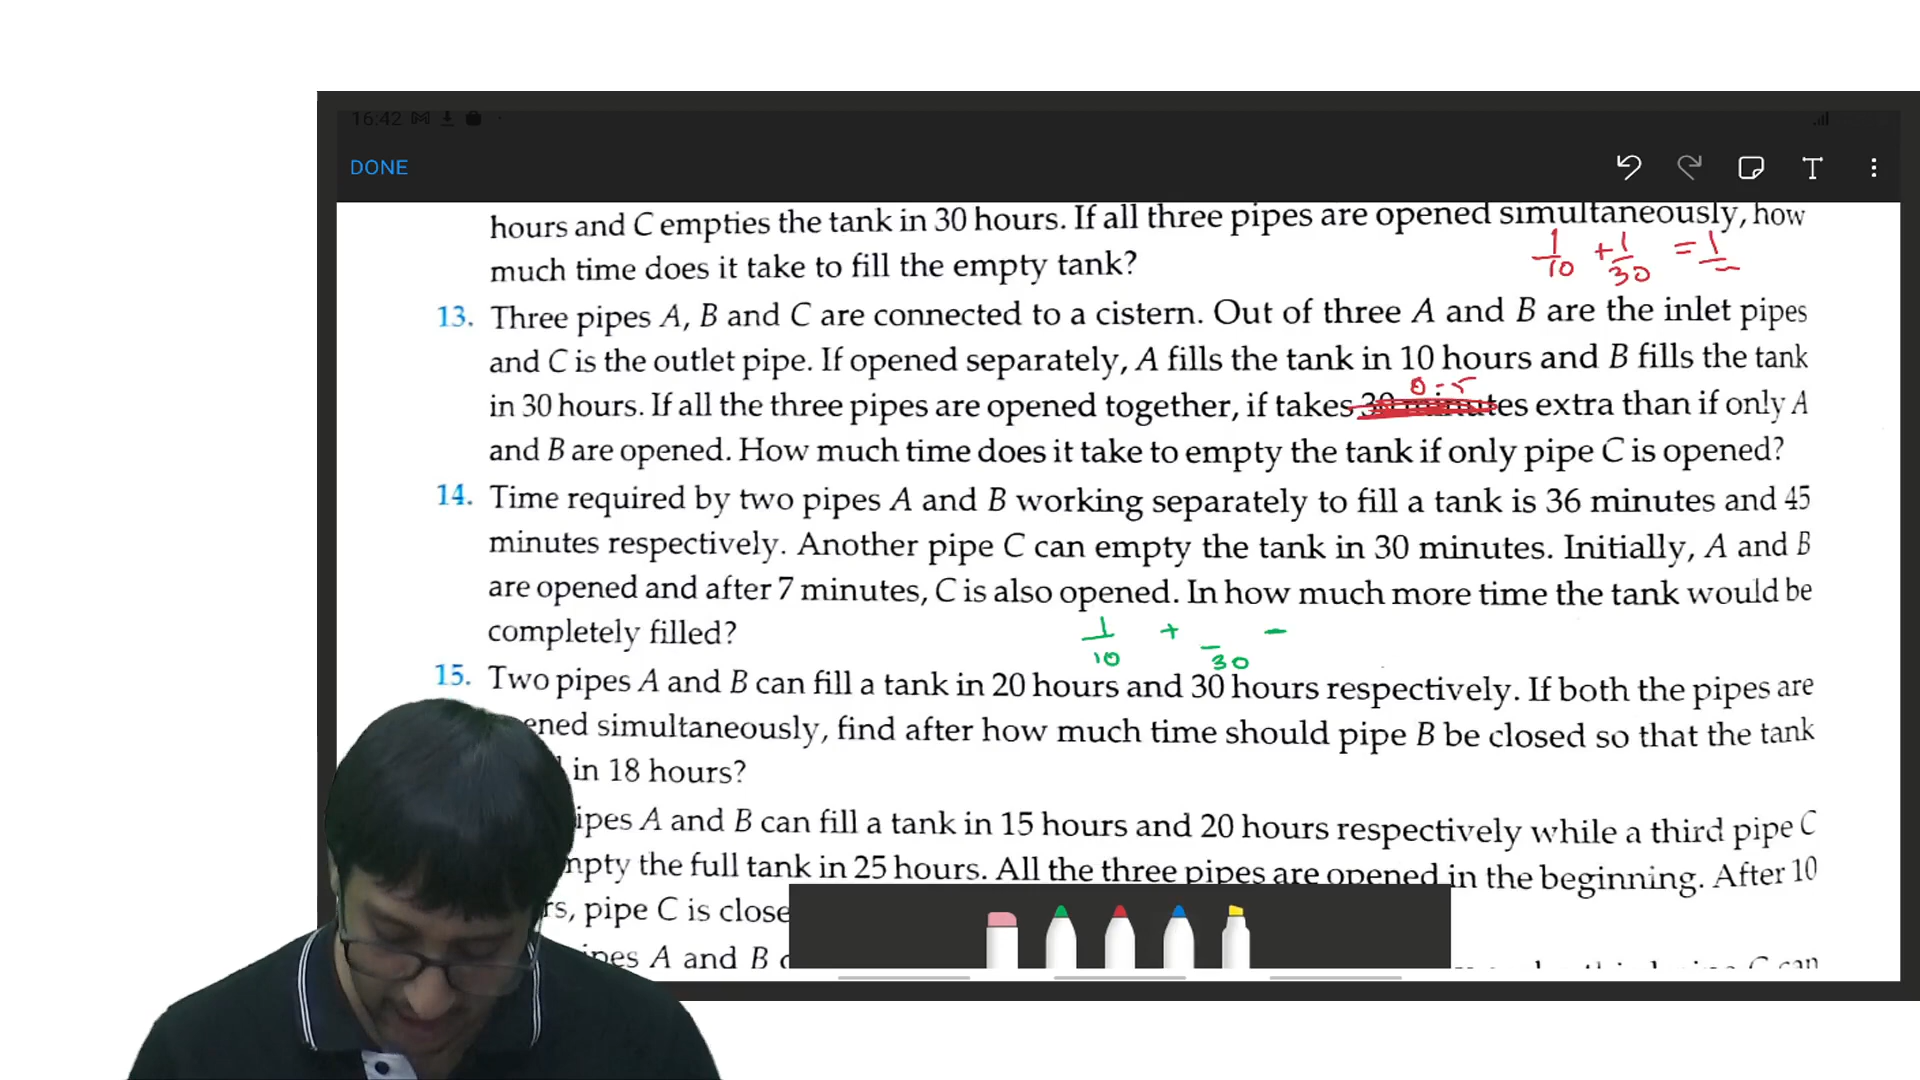 16:42
DONE
T
hours and C empties the tank in 30 hours. If all three pipes are opened simultaneously, how
1/10 + 1/30 = 1/
much time does it take to fill the empty tank?
13. Three pipes A, B and C are connected to a cistern. Out of three A and B are the inlet pipes
and C is the outlet pipe. If opened separately, A fills the tank in 10 hours and B fills the tank
0.5
in 30 hours. If all the three pipes are opened together, if takes 30 minutes extra than if only A
and B are opened. How much time does it take to empty the tank if only pipe C is opened?
14. Time required by two pipes A and B working separately to fill a tank is 36 minutes and 45
minutes respectively. Another pipe C can empty the tank in 30 minutes. Initially, A and B
are opened and after 7 minutes, C is also opened. In how much more time the tank would be
completely filled?
1/10 + /30 -
15. Two pipes A and B can fill a tank in 20 hours and 30 hours respectively. If both the pipes are
ened simultaneously, find after how much time should pipe B be closed so that the tank
in 18 hours?
ipes A and B can fill a tank in 15 hours and 20 hours respectively while a third pipe C
mpty the full tank in 25 hours. All the three pipes are opened in the beginning. After 10
rs, pipe C is close
ipes A and B
C can